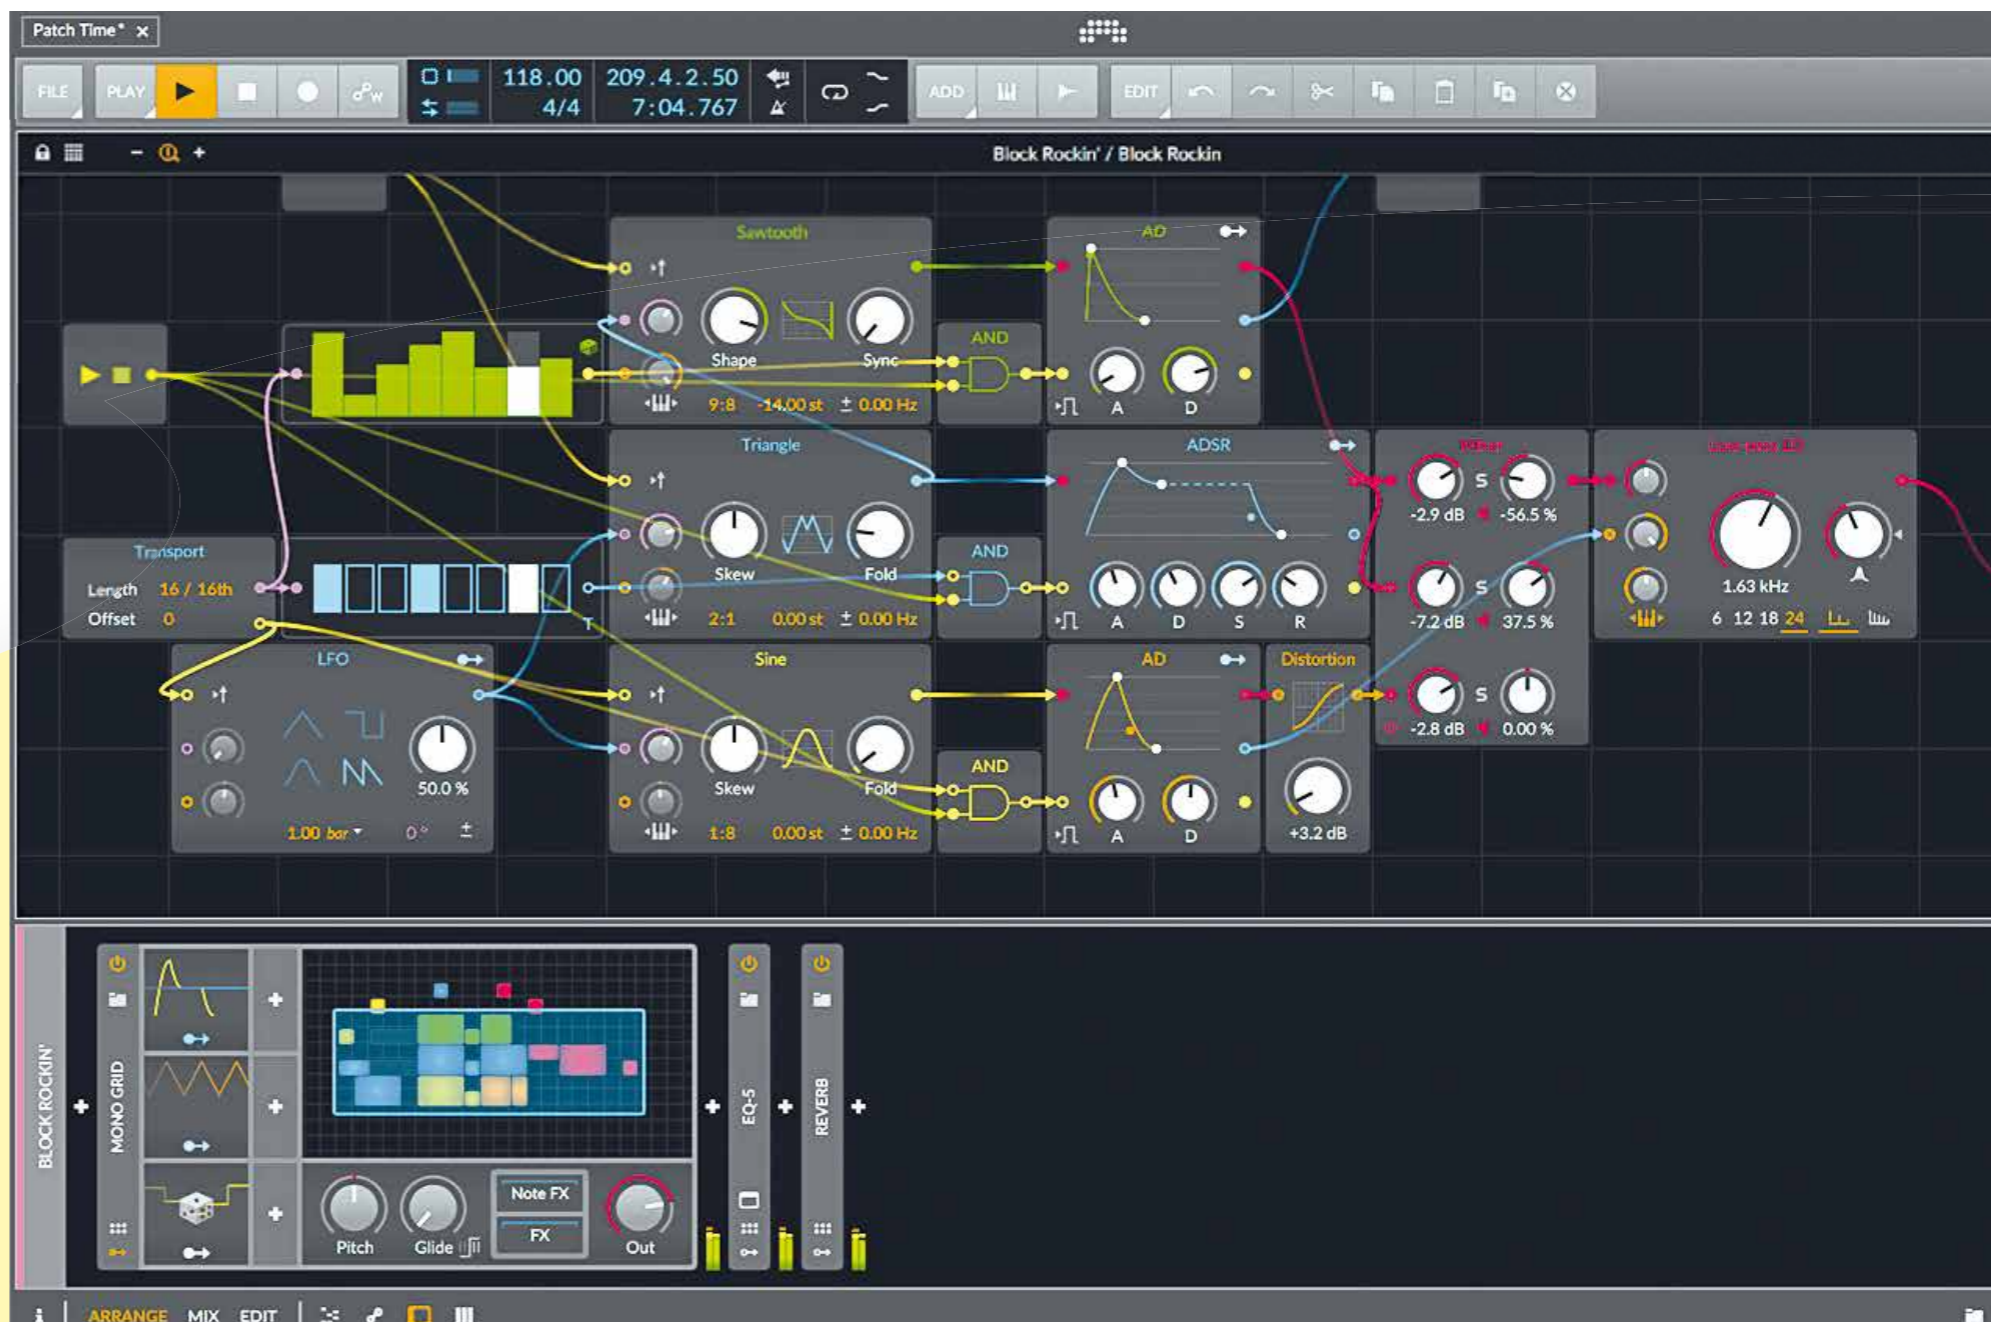 Patch Time*
FILE PLAY 118.00 209.4.2.50 ADD EDIT
4/4 7:04.767
Block Rockin' / Block Rockin
Sawtooth AD
AND
Shape Sync
9:8 -14.00 st ± 0.00 Hz A D
Triangle ADSR
S
-2.9 dB -56.5 %
Transport AND
Length 16 / 16th Skew Fold S 1.63 kHz
Offset 0 2:1 0.00 st ± 0.00 Hz A D S R -7.2 dB 37.5 % 6 12 18 24
T
LFO Sine AD Distortion
S
-2.8 dB 0.00 %
50.0 % Skew Fold AND
1.00 bar 0° ± 1:8 0.00 st ± 0.00 Hz A D +3.2 dB
BLOCK ROCKIN'
MONO GRID
EQ-5
REVERB
Note FX
FX
Pitch Glide Out
ARRANGE MIX EDIT